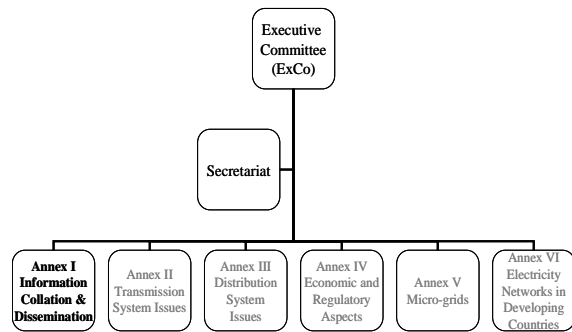 Executive
Committee
(ExCo)
Secretariat
Annex I
Information
Collation &
Dissemination
Annex II
Transmission
System Issues
Annex III
Distribution
System
Issues
Annex IV
Economic and
Regulatory
Aspects
Annex V
Micro-grids
Annex VI
Electricity
Networks in
Developing
Countries